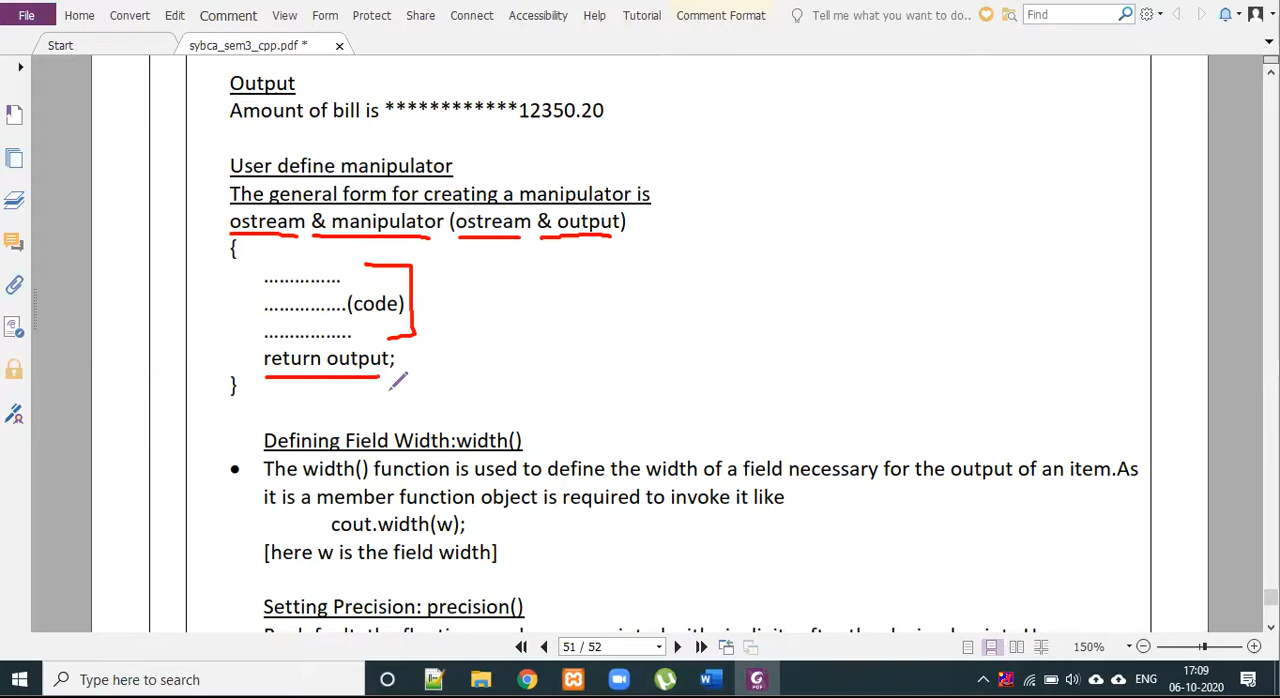 File Home Convert Edit Comment View Form Protect Share Connect Accessibility Help Tutorial Comment Format Tell me what you want to do.. Find
Start sybca_sem3_cpp.pdf *
Output
Amount of bill is ************12350.20
User define manipulator
The general form for creating a manipulator is
ostream & manipulator (ostream & output)
{
...............
................(code)
.................
return output;
}
Defining Field Width:width()
• The width() function is used to define the width of a field necessary for the output of an item.As
it is a member function object is required to invoke it like
cout.width(w);
[here w is the field width]
Setting Precision: precision()
51 / 52 150%
Type here to search ENG 17:09
06-10-2020